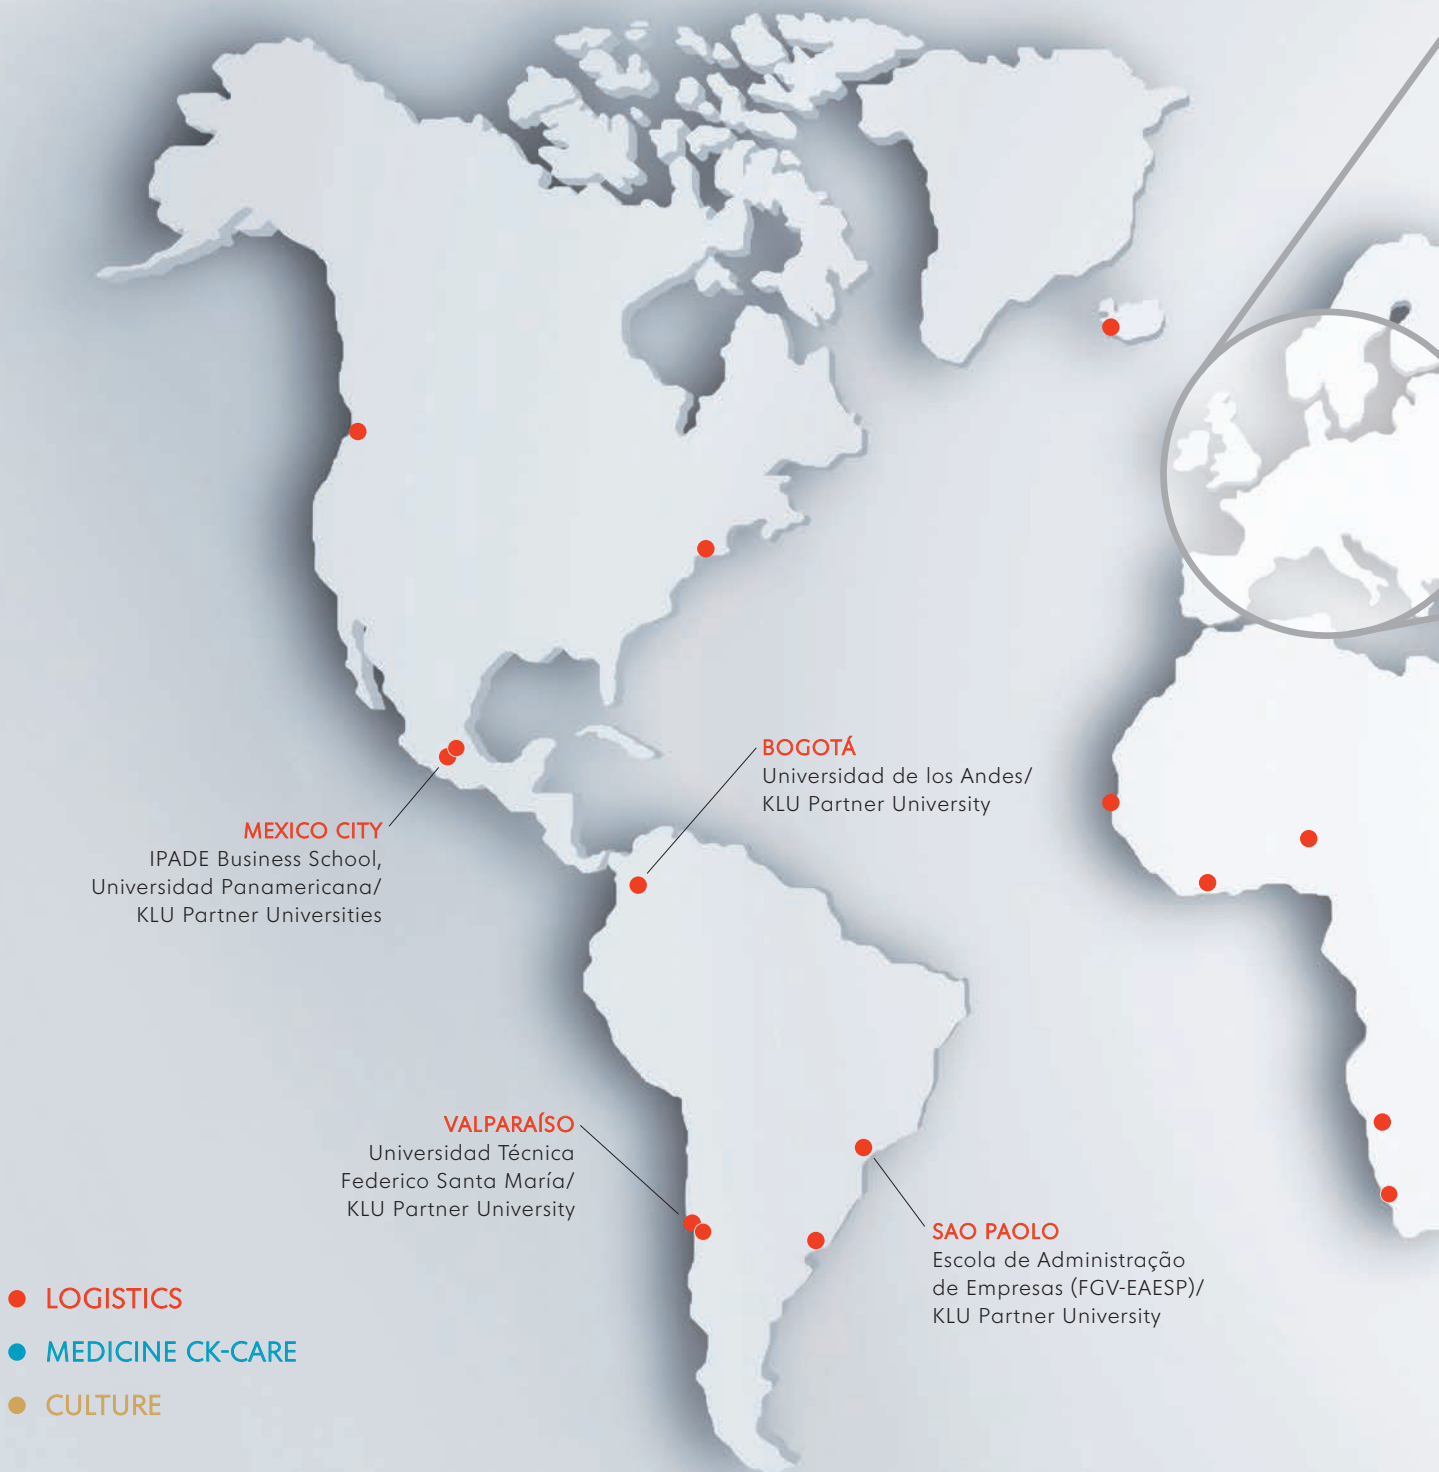 BOGOTÁ
Universidad de los Andes/
KLU Partner University
MEXICO CITY
IPADE Business School,
Universidad Panamericana/
KLU Partner Universities
VALPARAÍSO
Universidad Técnica
Federico Santa María/
KLU Partner University
SAO PAOLO
Escola de Administração
de Empresas (FGV-EAESP)/
KLU Partner University
LOGISTICS
MEDICINE CK-CARE
CULTURE